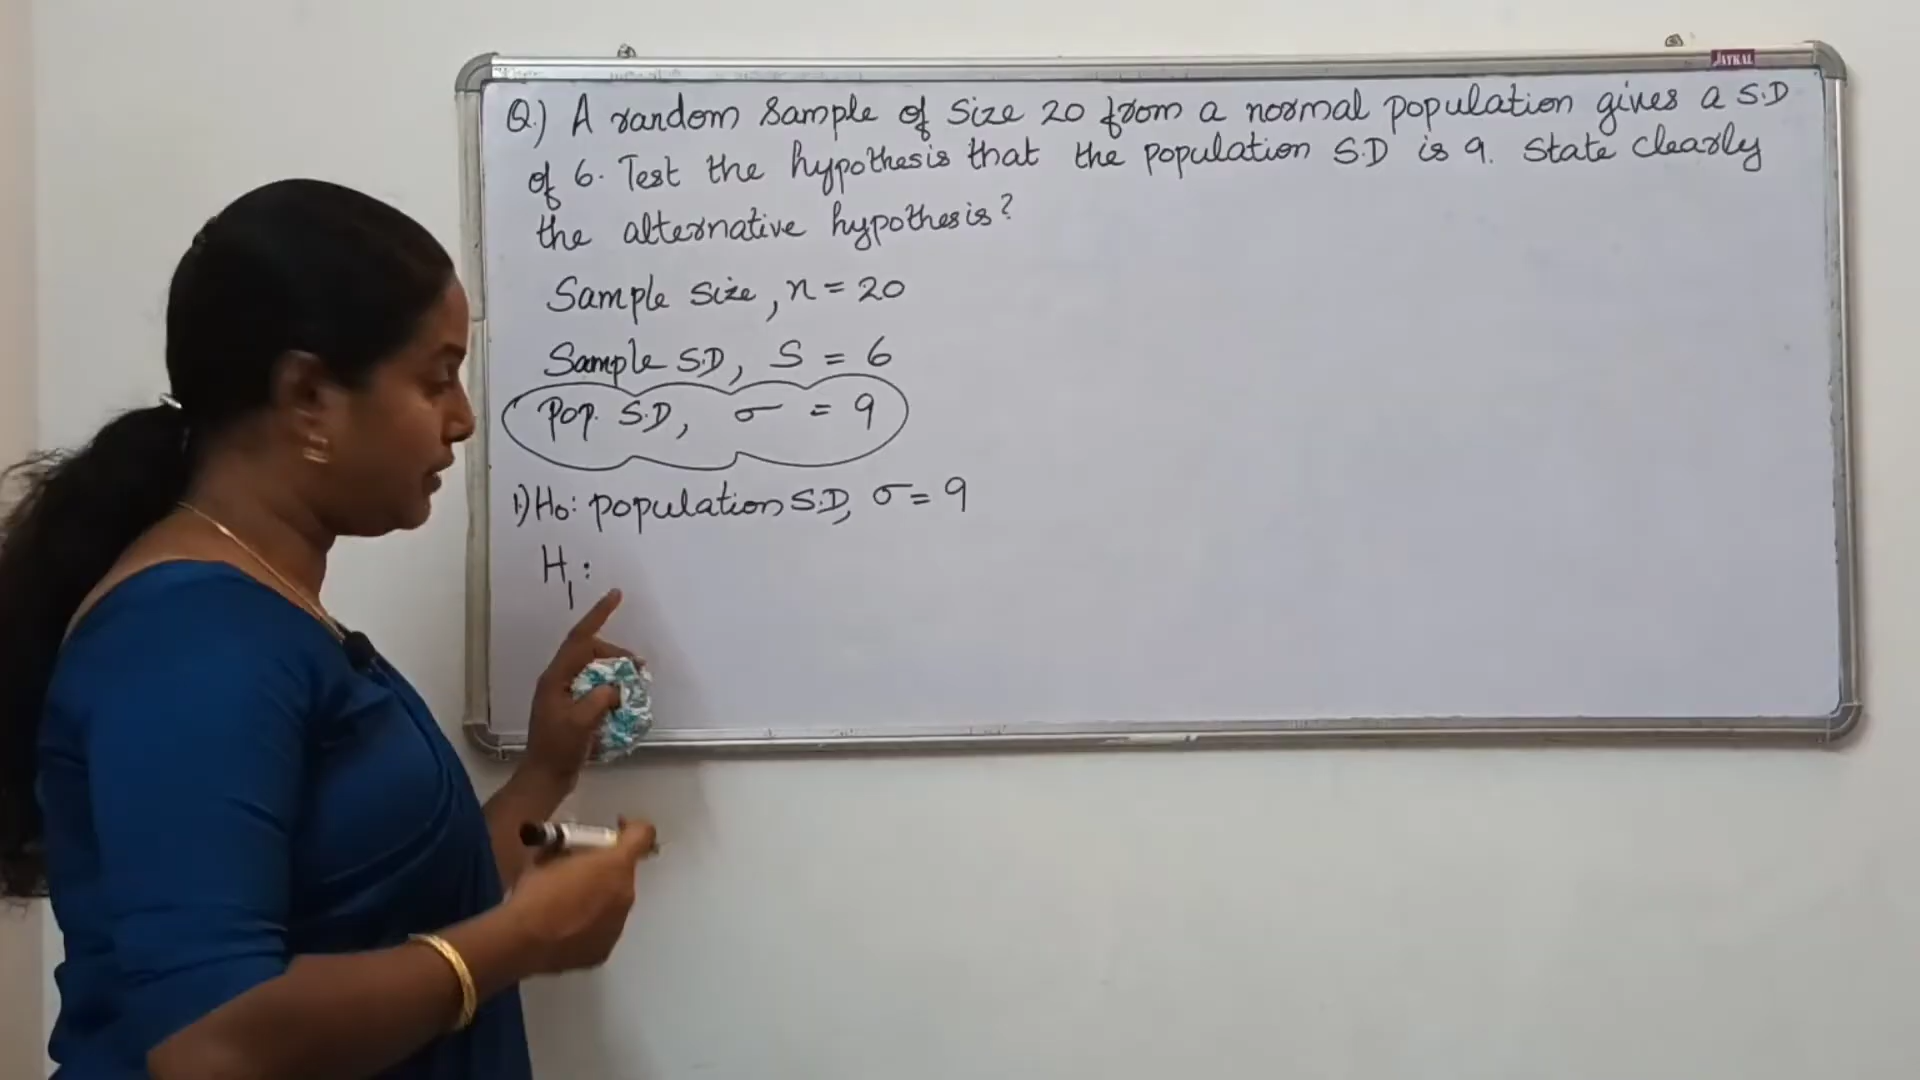 JAYKAL
Q.) A random sample of size 20 from a normal population gives a S.D
of 6. Test the hypothesis that the population S.D is 9. State clearly
the alternative hypothesis?
Sample size, n = 20
Sample S.D, S = 6
Pop. S.D, σ = 9
1.) H₀: population S.D, σ = 9
H₁: